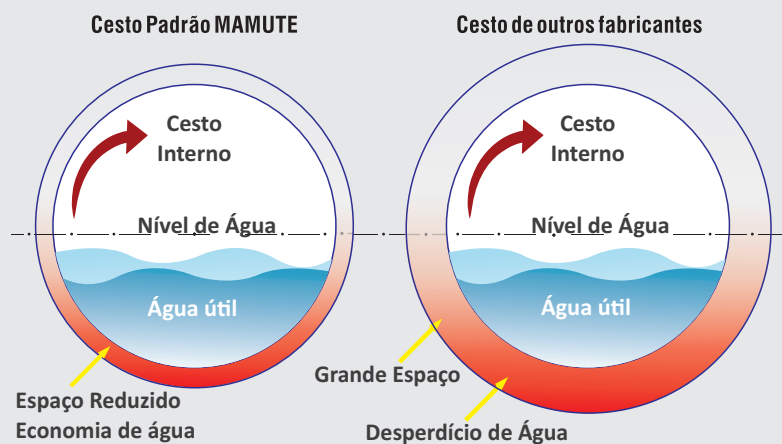 Cesto Padrão MAMUTE
Cesto
Interno
Nível de Água
Água útil
Espaço Reduzido
Economia de água
Cesto de outros fabricantes
Cesto
Interno
Nível de Água
Água útil
Grande Espaço
Desperdício de Água